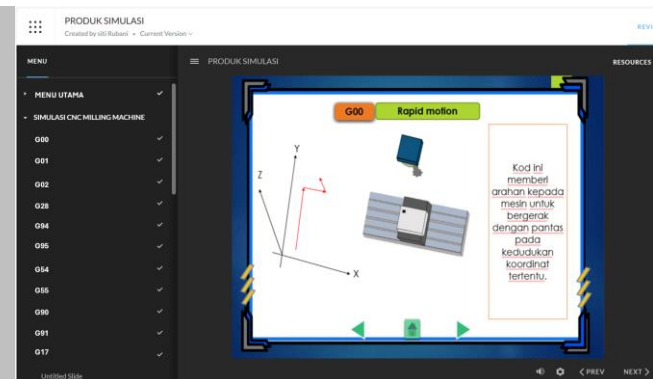 PRODUK SIMULASI
Created by siti Rubani • Current Version
REVI
MENU
MENU UTAMA
SIMULASI CNC MILLING MACHINE
G00
G01
G02
G28
G94
G95
G54
G55
G90
G91
G17
Untitled Slide
PRODUK SIMULASI
RESOURCES
G00
Rapid motion
Y
Z
X
Kod ini
memberi
arahan kepada
mesin untuk
bergerak
dengan pantas
pada
kedudukan
koordinat
tertentu.
< PREV
NEXT >